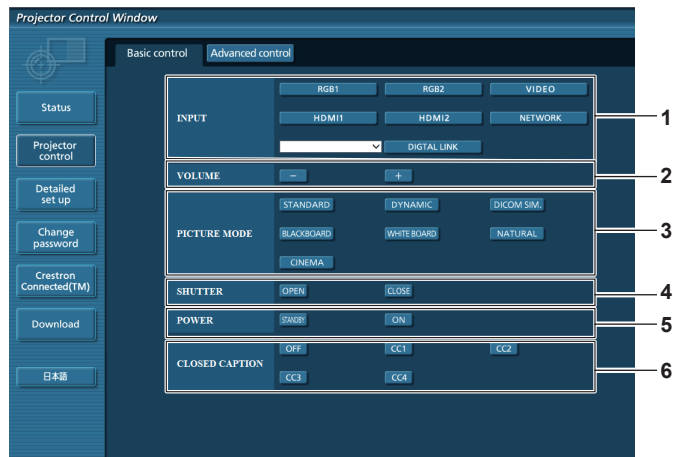 Projector Control Window
Basic control Advanced control
Status
Projector control
Detailed set up
Change password
Crestron Connected(TM)
Download
日本語
INPUT
RGB1 RGB2 VIDEO
HDMI1 HDMI2 NETWORK
DIGTAL LINK
1
VOLUME - +
2
PICTURE MODE
STANDARD DYNAMIC DICOM SIM.
BLACKBOARD WHITE BOARD NATURAL
CINEMA
3
SHUTTER OPEN CLOSE
4
POWER STANDBY ON
5
CLOSED CAPTION
OFF CC1 CC2
CC3 CC4
6